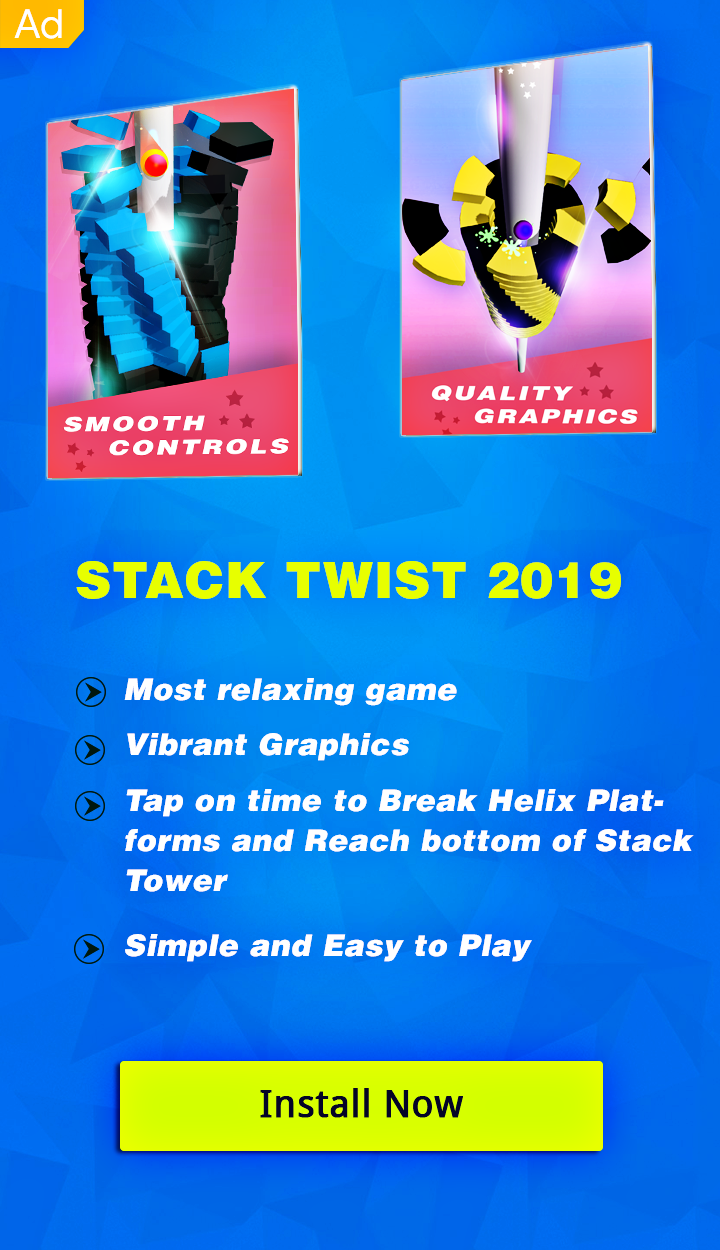 Ad
SMOOTH
CONTROLS
QUALITY
GRAPHICS
STACK TWIST 2019
Most relaxing game
Vibrant Graphics
Tap on time to Break Helix Plat-
forms and Reach bottom of Stack
Tower
Simple and Easy to Play
Install Now